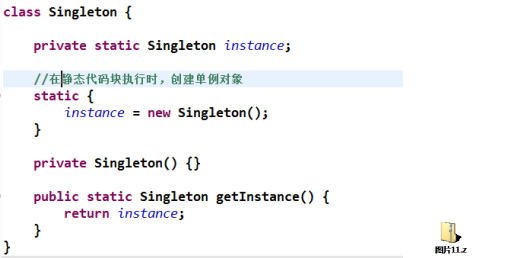 class Singleton {
private static Singleton instance;
//在静态代码块执行时，创建单例对象
static {
instance = new Singleton();
}
private Singleton() {}
public static Singleton getInstance() {
return instance;
}
}
图片11.z